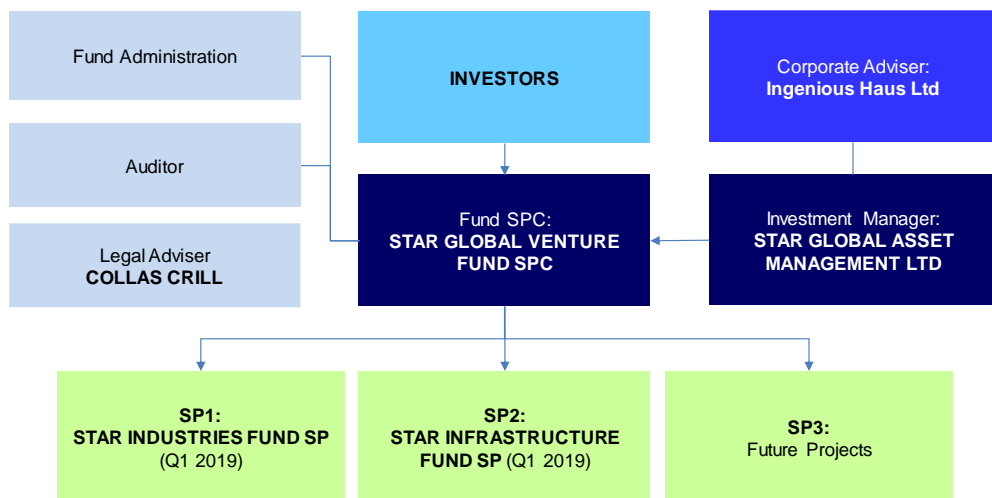 Fund Administration
INVESTORS
Corporate Adviser:
Ingenious Haus Ltd
Auditor
Fund SPC:
STAR GLOBAL VENTURE
FUND SPC
Investment Manager:
STAR GLOBAL ASSET
MANAGEMENT LTD
Legal Adviser
COLLAS CRILL
SP1:
STAR INDUSTRIES FUND SP
(Q1 2019)
SP2:
STAR INFRASTRUCTURE
FUND SP (Q1 2019)
SP3:
Future Projects